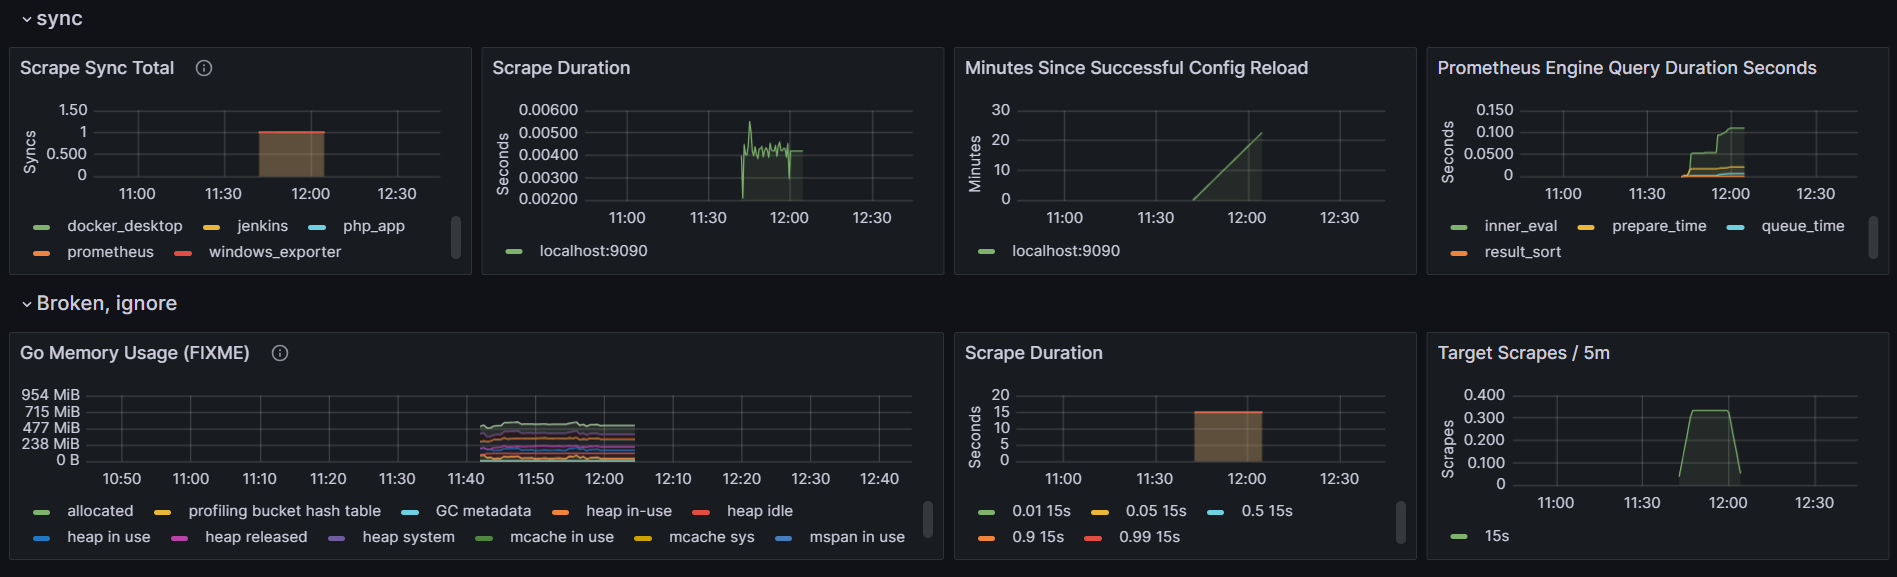 sync
Scrape Sync Total
1.50
1
0.500
0
Syncs
11:00 11:30 12:00 12:30
docker_desktop jenkins php_app
prometheus windows_exporter
Scrape Duration
0.00600
0.00500
0.00400
0.00300
0.00200
Seconds
11:00 11:30 12:00 12:30
localhost:9090
Minutes Since Successful Config Reload
30
20
10
0
Minutes
11:00 11:30 12:00 12:30
localhost:9090
Prometheus Engine Query Duration Seconds
0.150
0.100
0.0500
0
Seconds
11:00 11:30 12:00 12:30
inner_eval prepare_time queue_time
result_sort
Broken, ignore
Go Memory Usage (FIXME)
954 MiB
715 MiB
477 MiB
238 MiB
0 B
10:50 11:00 11:10 11:20 11:30 11:40 11:50 12:00 12:10 12:20 12:30 12:40
allocated profiling bucket hash table GC metadata heap in-use heap idle
heap in use heap released heap system mcache in use mcache sys mspan in use
Scrape Duration
20
15
10
5
0
Seconds
11:00 11:30 12:00 12:30
0.01 15s 0.05 15s 0.5 15s
0.9 15s 0.99 15s
Target Scrapes / 5m
0.400
0.300
0.200
0.100
0
Scrapes
11:00 11:30 12:00 12:30
15s